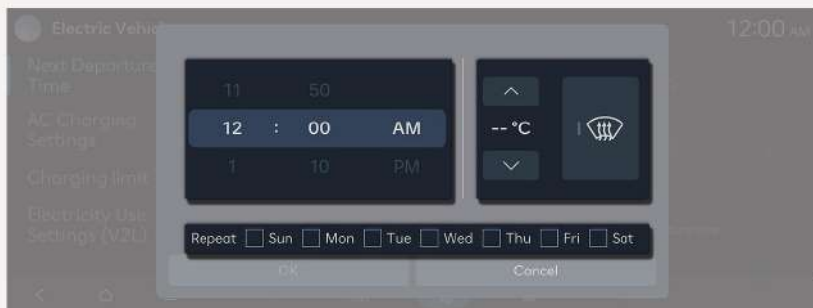 Electric Vehic
12:00 AM
Next Departure
Time
AC Charging
Settings
Charging limit
Electricity Use
Settings (V2L)
11 50
12 : 00 AM
1 10 PM
-- °C
Repeat Sun Mon Tue Wed Thu Fri Sat
OK Cancel